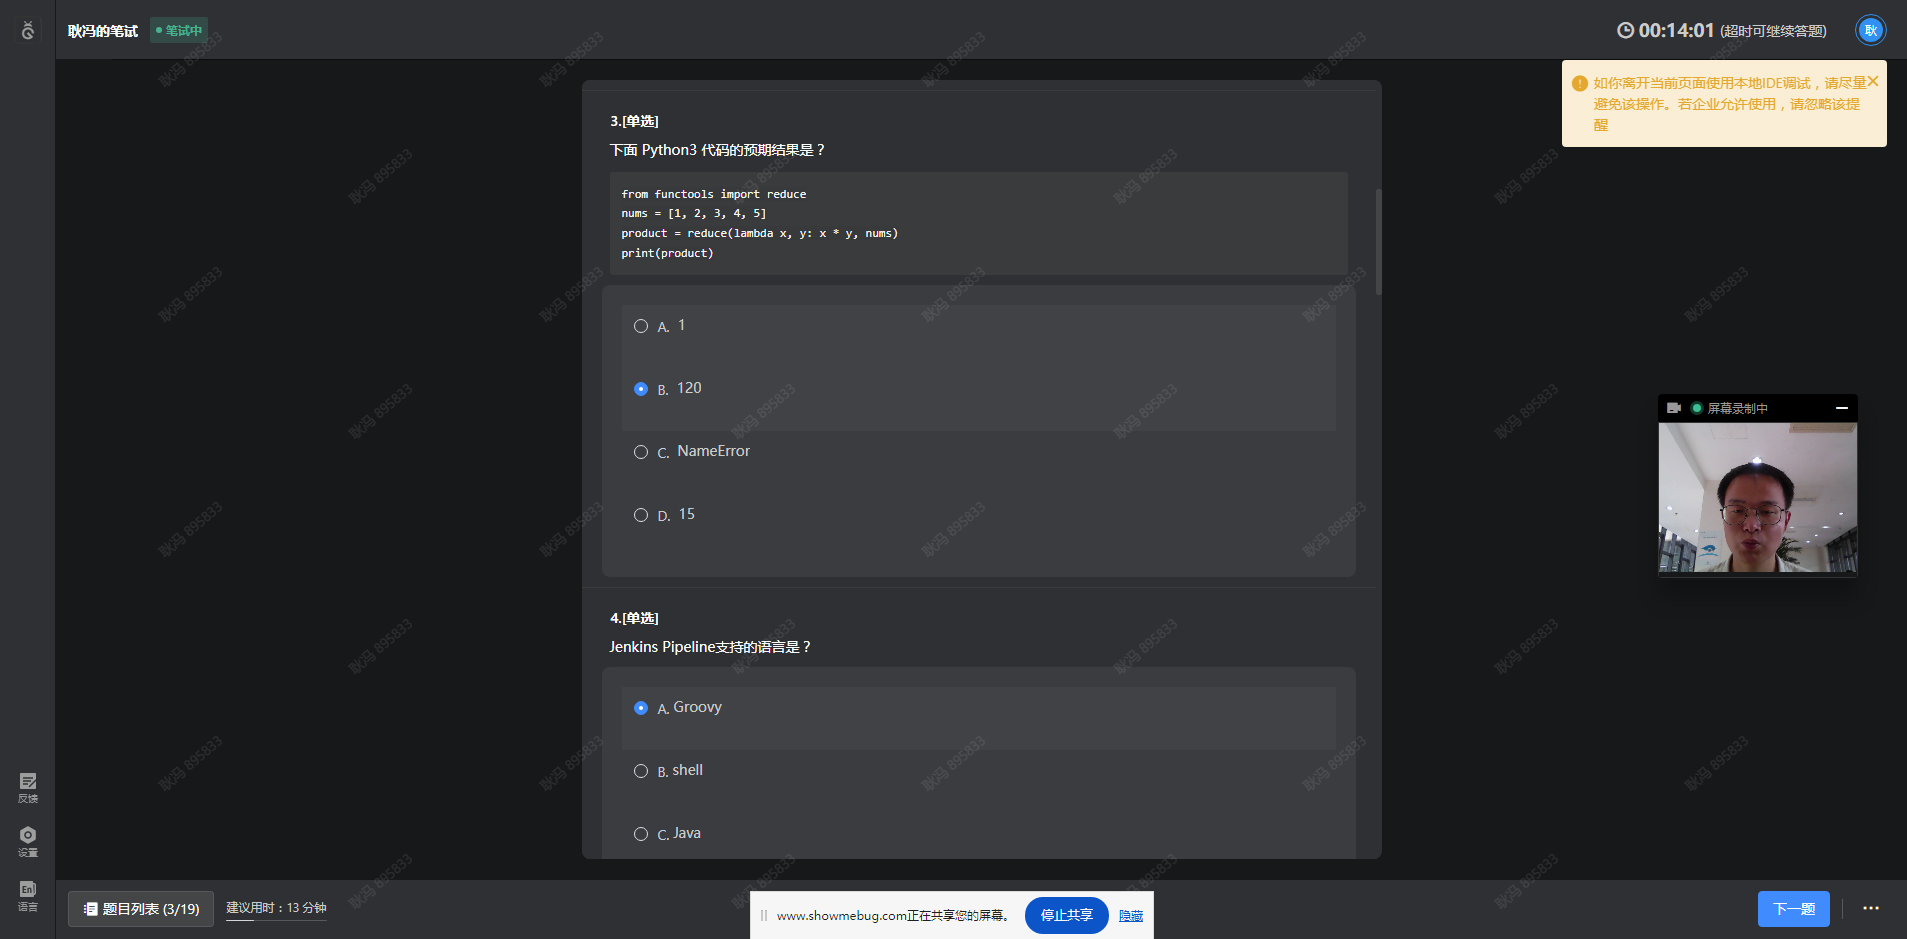 耿冯的笔试
笔试中
00:14:01 (超时可继续答题)
耿
如你离开当前页面使用本地IDE调试，请尽量
避免该操作。若企业允许使用，请忽略该提
醒
3.[单选]
下面 Python3 代码的预期结果是？
from functools import reduce
nums = [1, 2, 3, 4, 5]
product = reduce(lambda x, y: x * y, nums)
print(product)
A. 1
B. 120
C. NameError
D. 15
4.[单选]
Jenkins Pipeline支持的语言是？
A. Groovy
B. shell
C. Java
屏幕录制中
反馈
设置
En
语言
题目列表 (3/19)
建议用时：13 分钟
www.showmebug.com正在共享您的屏幕。
停止共享
隐藏
下一题
耿冯 895833